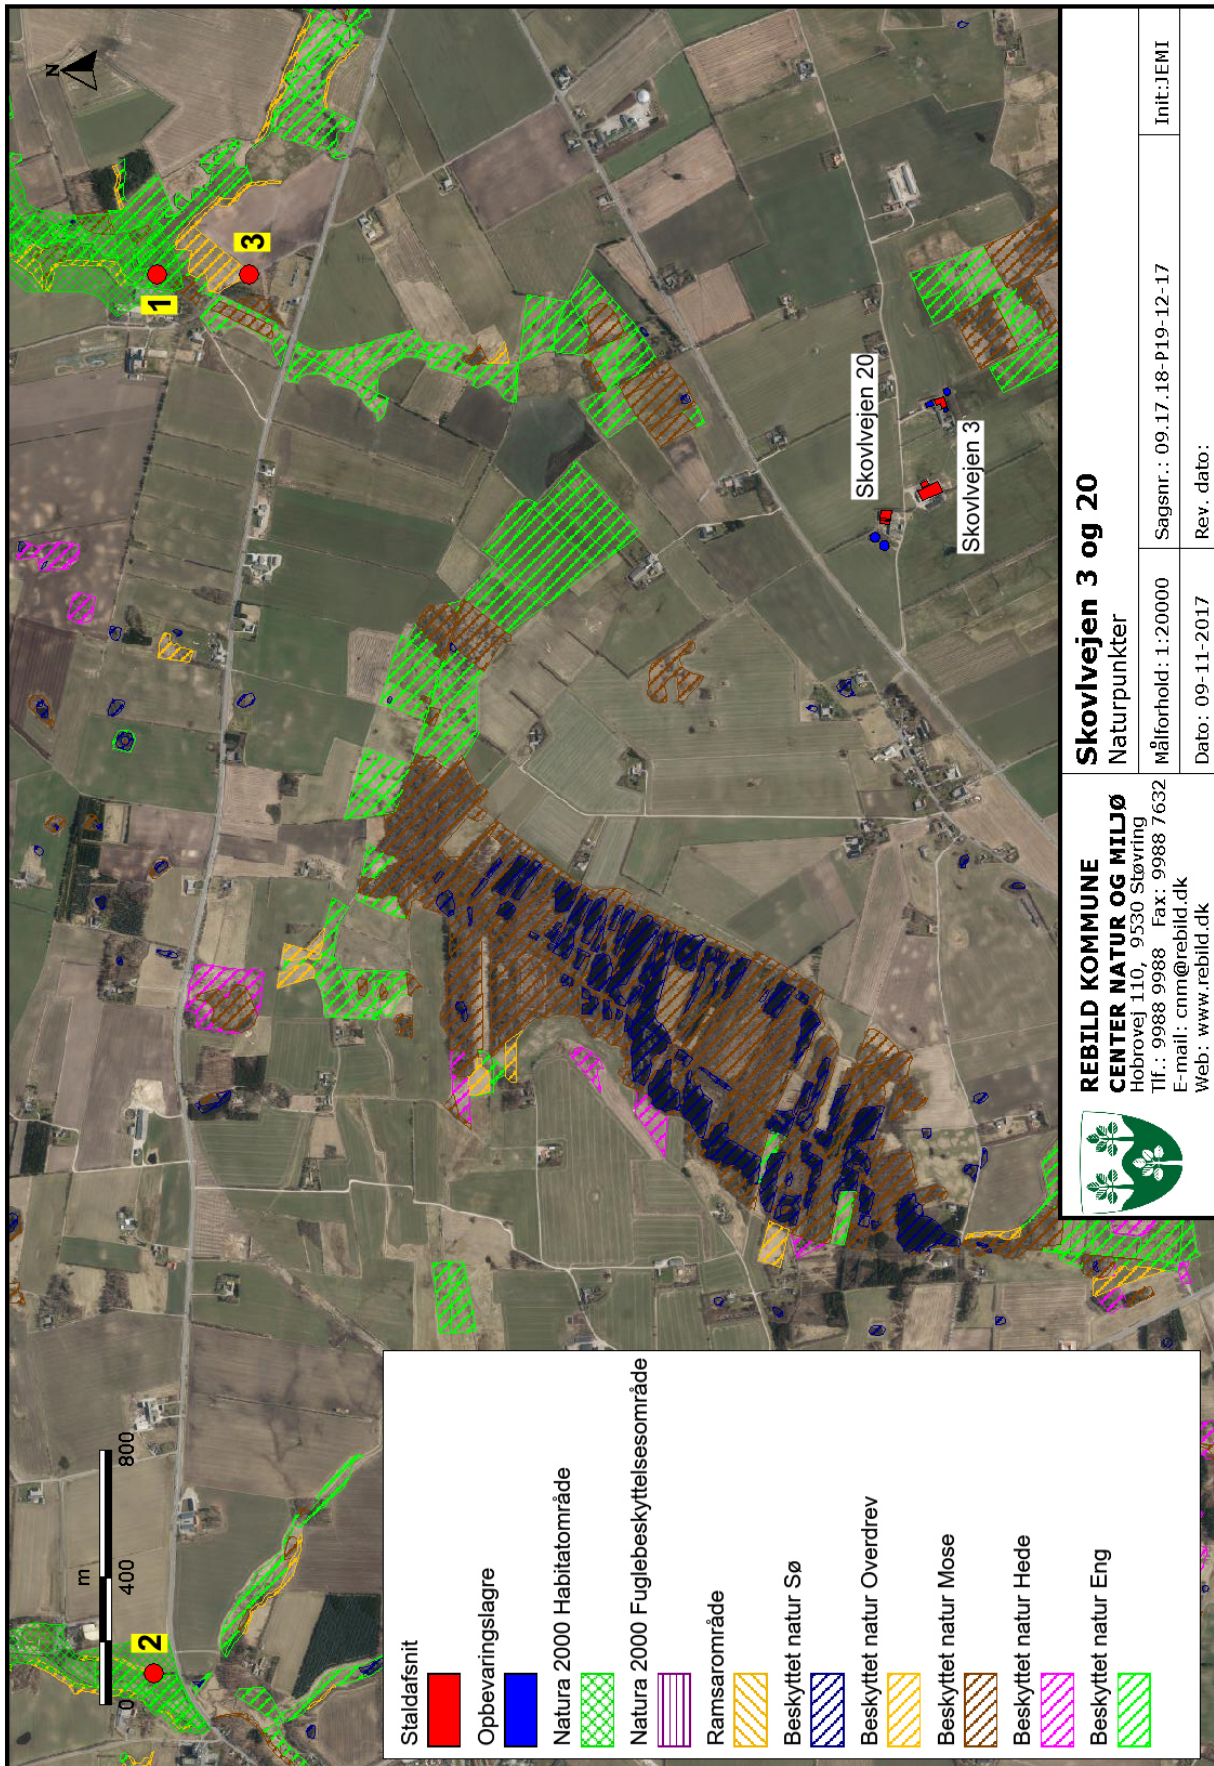 N
1
3
2
m
0
400
800
Skovlvejen 20
Skovlvejen 3
Staldafsnit
Opbevaringslagre
Natura 2000 Habitatområde
Natura 2000 Fuglebeskyttelsesområde
Ramsarområde
Beskyttet natur Sø
Beskyttet natur Overdrev
Beskyttet natur Mose
Beskyttet natur Hede
Beskyttet natur Eng
REBILD KOMMUNE
CENTER NATUR OG MILJØ
Hobrovej 110, 9530 Støvring
Tlf.: 9988 9988 Fax: 9988 7632
E-mail: cnm@rebild.dk
Web: www.rebild.dk
Skovlvejen 3 og 20
Naturpunkter
Målforhold: 1:20000
Sagsnr.: 09.17.18-P19-12-17
Init:JEMI
Dato: 09-11-2017
Rev. dato: